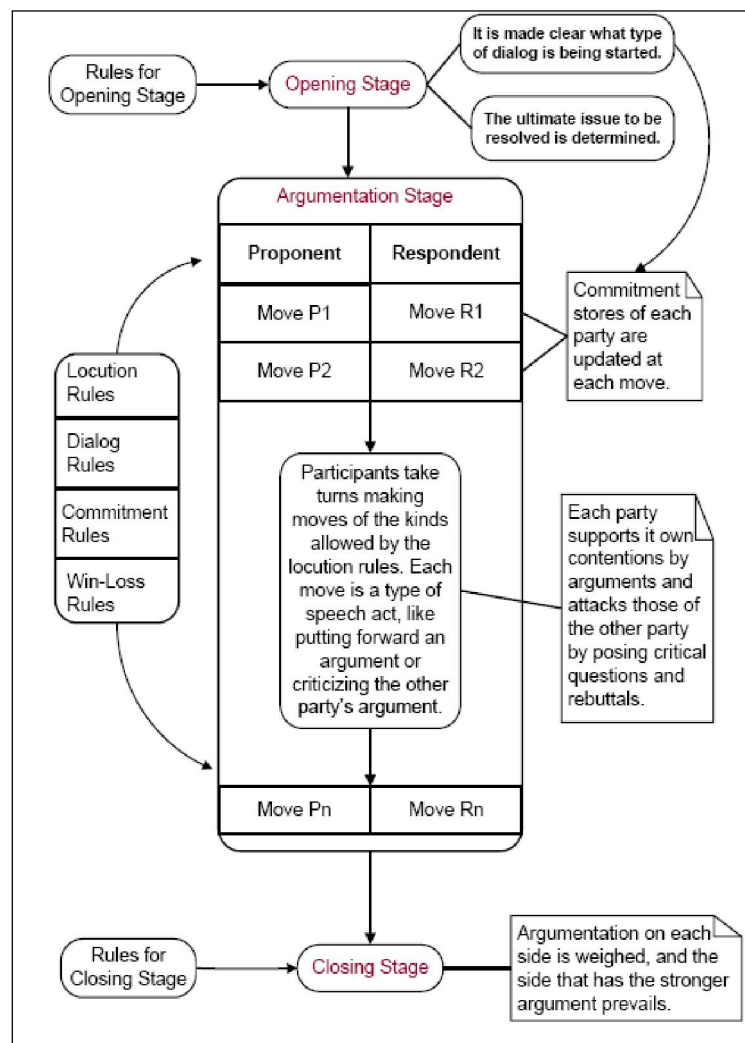 It is made clear what type
of dialog is being started.
Rules for
Opening Stage
Opening Stage
The ultimate issue to be
resolved is determined.
Argumentation Stage
Proponent
Respondent
Move P1
Move R1
Move P2
Move R2
Commitment
stores of each
party are
updated at
each move.
Locution
Rules
Dialog
Rules
Commitment
Rules
Win-Loss
Rules
Participants take
turns making
moves of the kinds
allowed by the
locution rules. Each
move is a type of
speech act, like
putting forward an
argument or
criticizing the other
party's argument.
Each party
supports it own
contentions by
arguments and
attacks those of
the other party
by posing critical
questions and
rebuttals.
Move Pn
Move Rn
Rules for
Closing Stage
Closing Stage
Argumentation on each
side is weighed, and the
side that has the stronger
argument prevails.